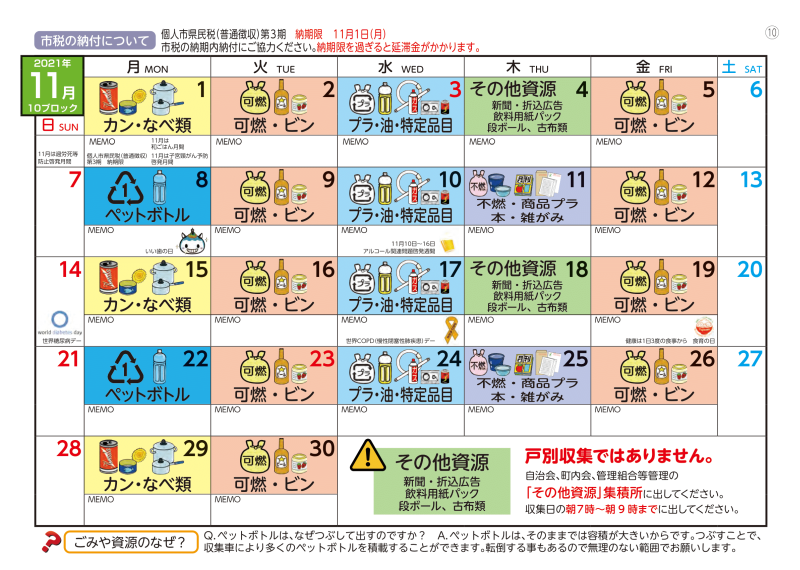 市税の納付について
個人市県民税(普通徴収)第3期　納期限　11月1日(月)
市税の納期内納付にご協力ください。納期限を過ぎると延滞金がかかります。
⑩
2021年
11月
10ブロック
日 SUN
月 MON
火 TUE
水 WED
木 THU
金 FRI
土 SAT
1
カン・なべ類
2
可燃
可燃・ビン
3
プラ
プラ・油・特定品目
その他資源 4
新聞・折込広告
飲料用紙パック
段ボール、古布類
5
可燃
可燃・ビン
6
11月は過労死等
防止啓発月間
MEMO
11月は
和ごはん月間
個人市県民税(普通徴収)
第3期　納期限
11月は子宮頸がん予防
啓発月間
MEMO
MEMO
MEMO
MEMO
7
8
1
ペットボトル
9
可燃
可燃・ビン
10
プラ
プラ・油・特定品目
11
不燃
不燃・商品プラ
本・雑がみ
12
可燃
可燃・ビン
13
MEMO
いい歯の日
MEMO
MEMO
11月10日〜16日
アルコール関連問題啓発週間
MEMO
MEMO
14
world diabetes day
世界糖尿病デー
15
カン・なべ類
16
可燃
可燃・ビン
17
プラ
プラ・油・特定品目
その他資源 18
新聞・折込広告
飲料用紙パック
段ボール、古布類
19
可燃
可燃・ビン
20
MEMO
MEMO
MEMO
世界COPD(慢性閉塞性肺疾患)デー
MEMO
MEMO
健康は1日3度の食事から　食育の日
21
22
1
ペットボトル
23
可燃
可燃・ビン
24
プラ
プラ・油・特定品目
25
不燃
不燃・商品プラ
本・雑がみ
26
可燃
可燃・ビン
27
MEMO
MEMO
MEMO
MEMO
MEMO
28
29
カン・なべ類
30
可燃
可燃・ビン
MEMO
MEMO
その他資源
新聞・折込広告
飲料用紙パック
段ボール、古布類
戸別収集ではありません。
自治会、町内会、管理組合等管理の
「その他資源」集積所に出してください。
収集日の朝7時〜朝９時までに出してください。
ごみや資源のなぜ？
Ｑ.ペットボトルは、なぜつぶして出すのですか？　Ａ.ペットボトルは、そのままでは容積が大きいからです。つぶすことで、
収集車により多くのペットボトルを積載することができます。転倒する事もあるので無理のない範囲でお願いします。